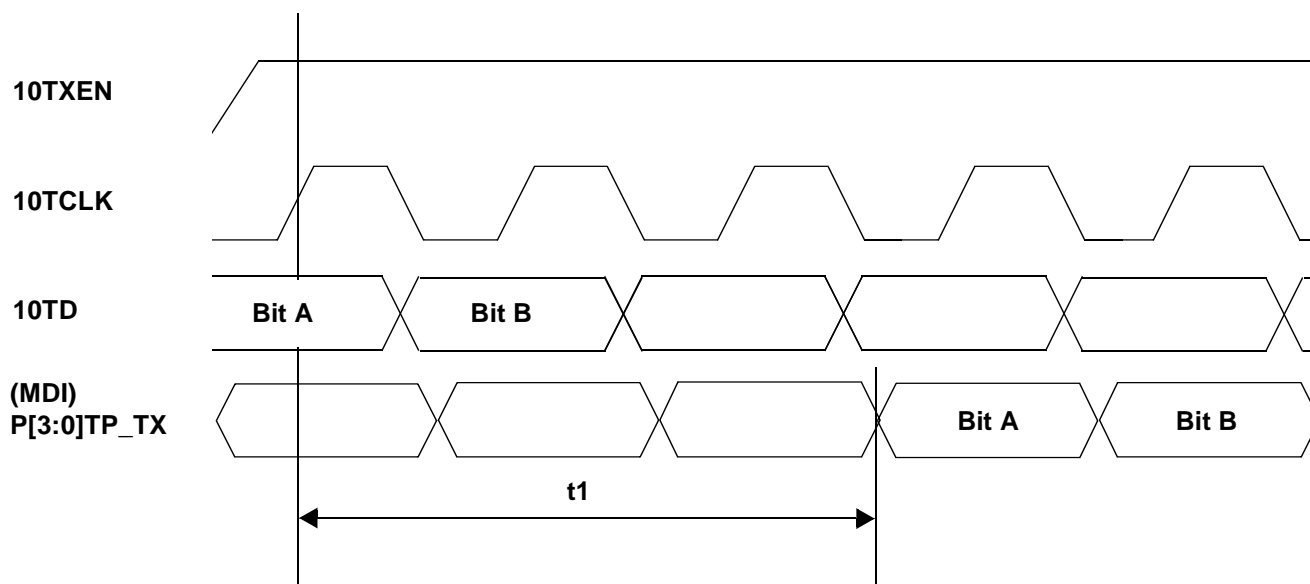 10TXEN
10TCLK
10TD
Bit A
Bit B
(MDI)
P[3:0]TP_TX
Bit A
Bit B
t1